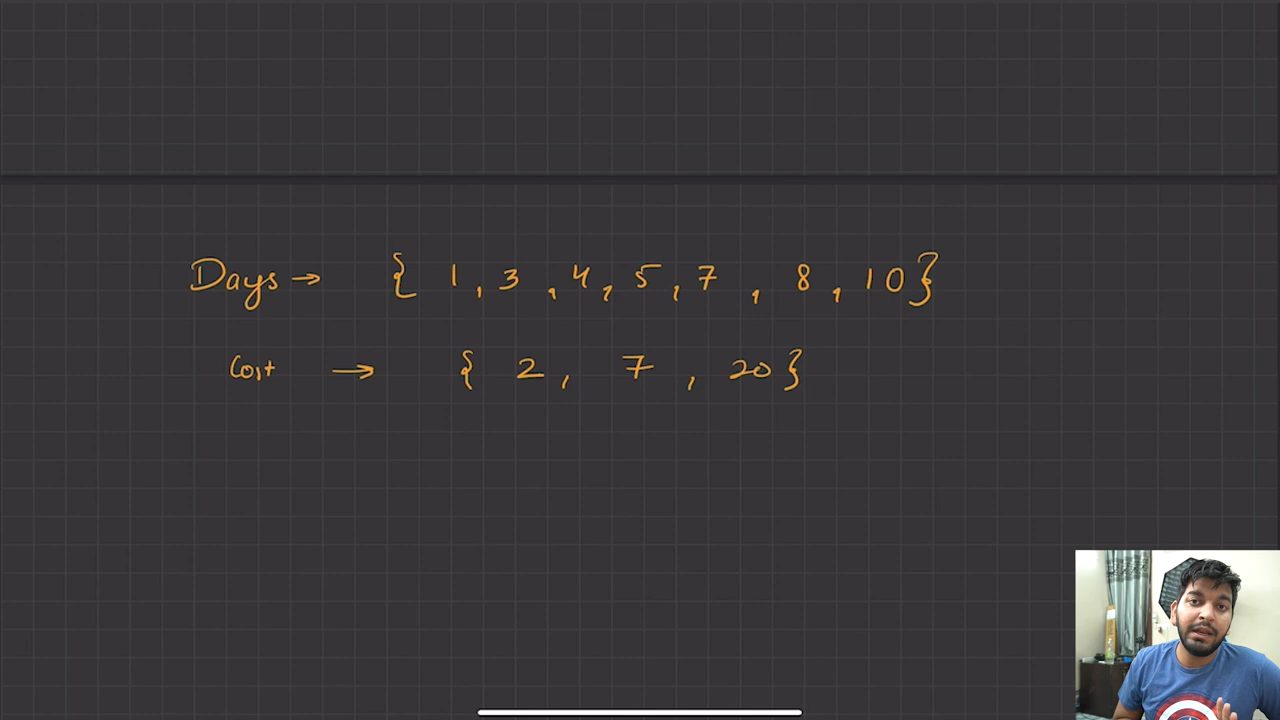 Days → { 1, 3, 4, 5, 7, 8, 10 }
Cost → { 2, 7, 20 }